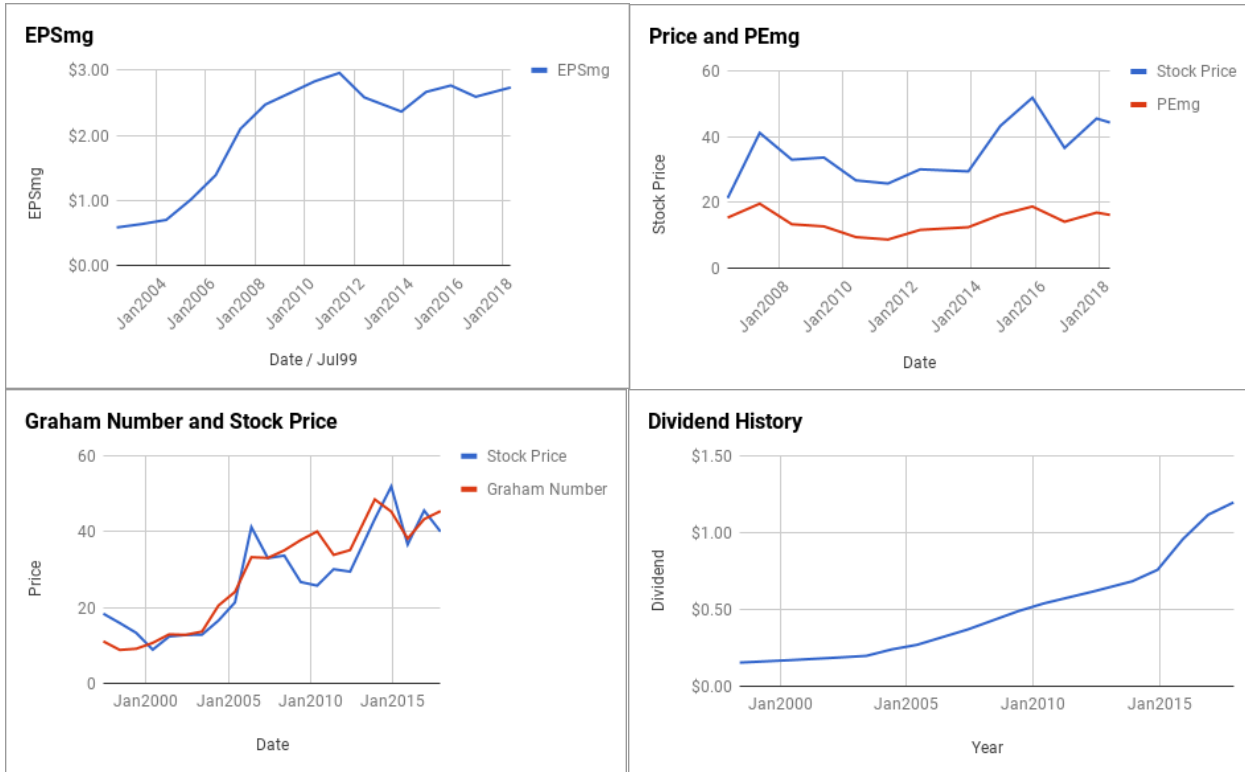 EPSmg
$3.00
$2.00
$1.00
$0.00
EPSmg
EPSmg
Jan2004
Jan2006
Jan2008
Jan2010
Jan2012
Jan2014
Jan2016
Jan2018
Date / Jul99
Price and PEmg
60
40
20
0
Stock Price
Stock Price
PEmg
Jan2008
Jan2010
Jan2012
Jan2014
Jan2016
Jan2018
Date
Graham Number and Stock Price
60
40
20
0
Price
Stock Price
Graham Number
Jan2000
Jan2005
Jan2010
Jan2015
Date
Dividend History
$1.50
$1.00
$0.50
$0.00
Dividend
Jan2000
Jan2005
Jan2010
Jan2015
Year